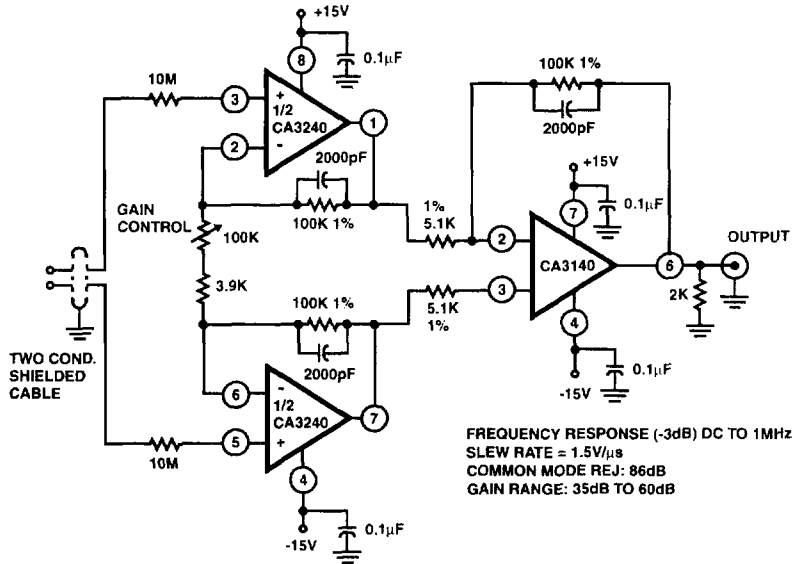 +15V
8
0.1µF
10M
3
+
1/2
CA3240
-
1
2
2000pF
100K 1%
GAIN
CONTROL
100K
3.9K
100K 1%
2000pF
TWO COND.
SHIELDED
CABLE
6
-
1/2
CA3240
+
7
5
10M
4
-15V
0.1µF
100K 1%
2000pF
+15V
7
0.1µF
1%
5.1K
2
CA3140
3
5.1K
1%
6
OUTPUT
2K
4
-15V
0.1µF
FREQUENCY RESPONSE (-3dB) DC TO 1MHz
SLEW RATE = 1.5V/µs
COMMON MODE REJ: 86dB
GAIN RANGE: 35dB TO 60dB